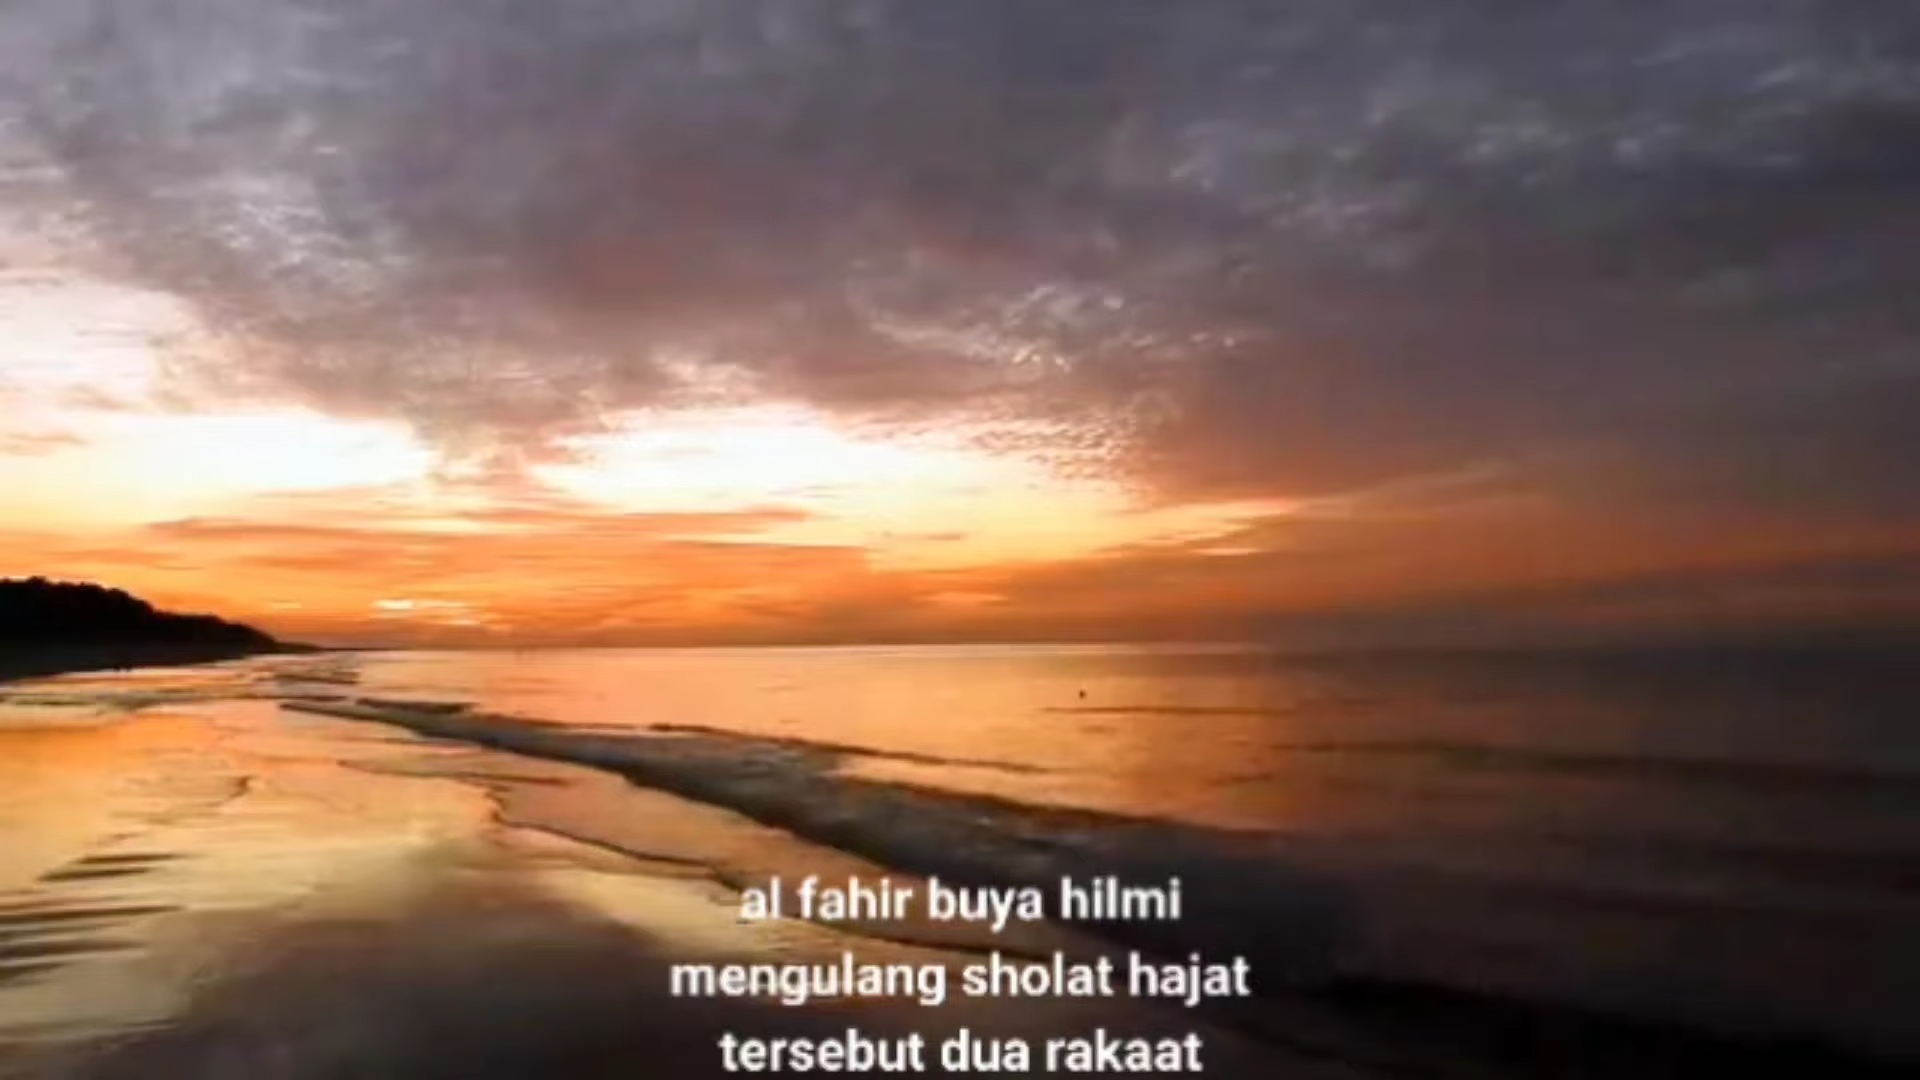 al fahir buya hilmi
mengulang sholat hajat
tersebut dua rakaat